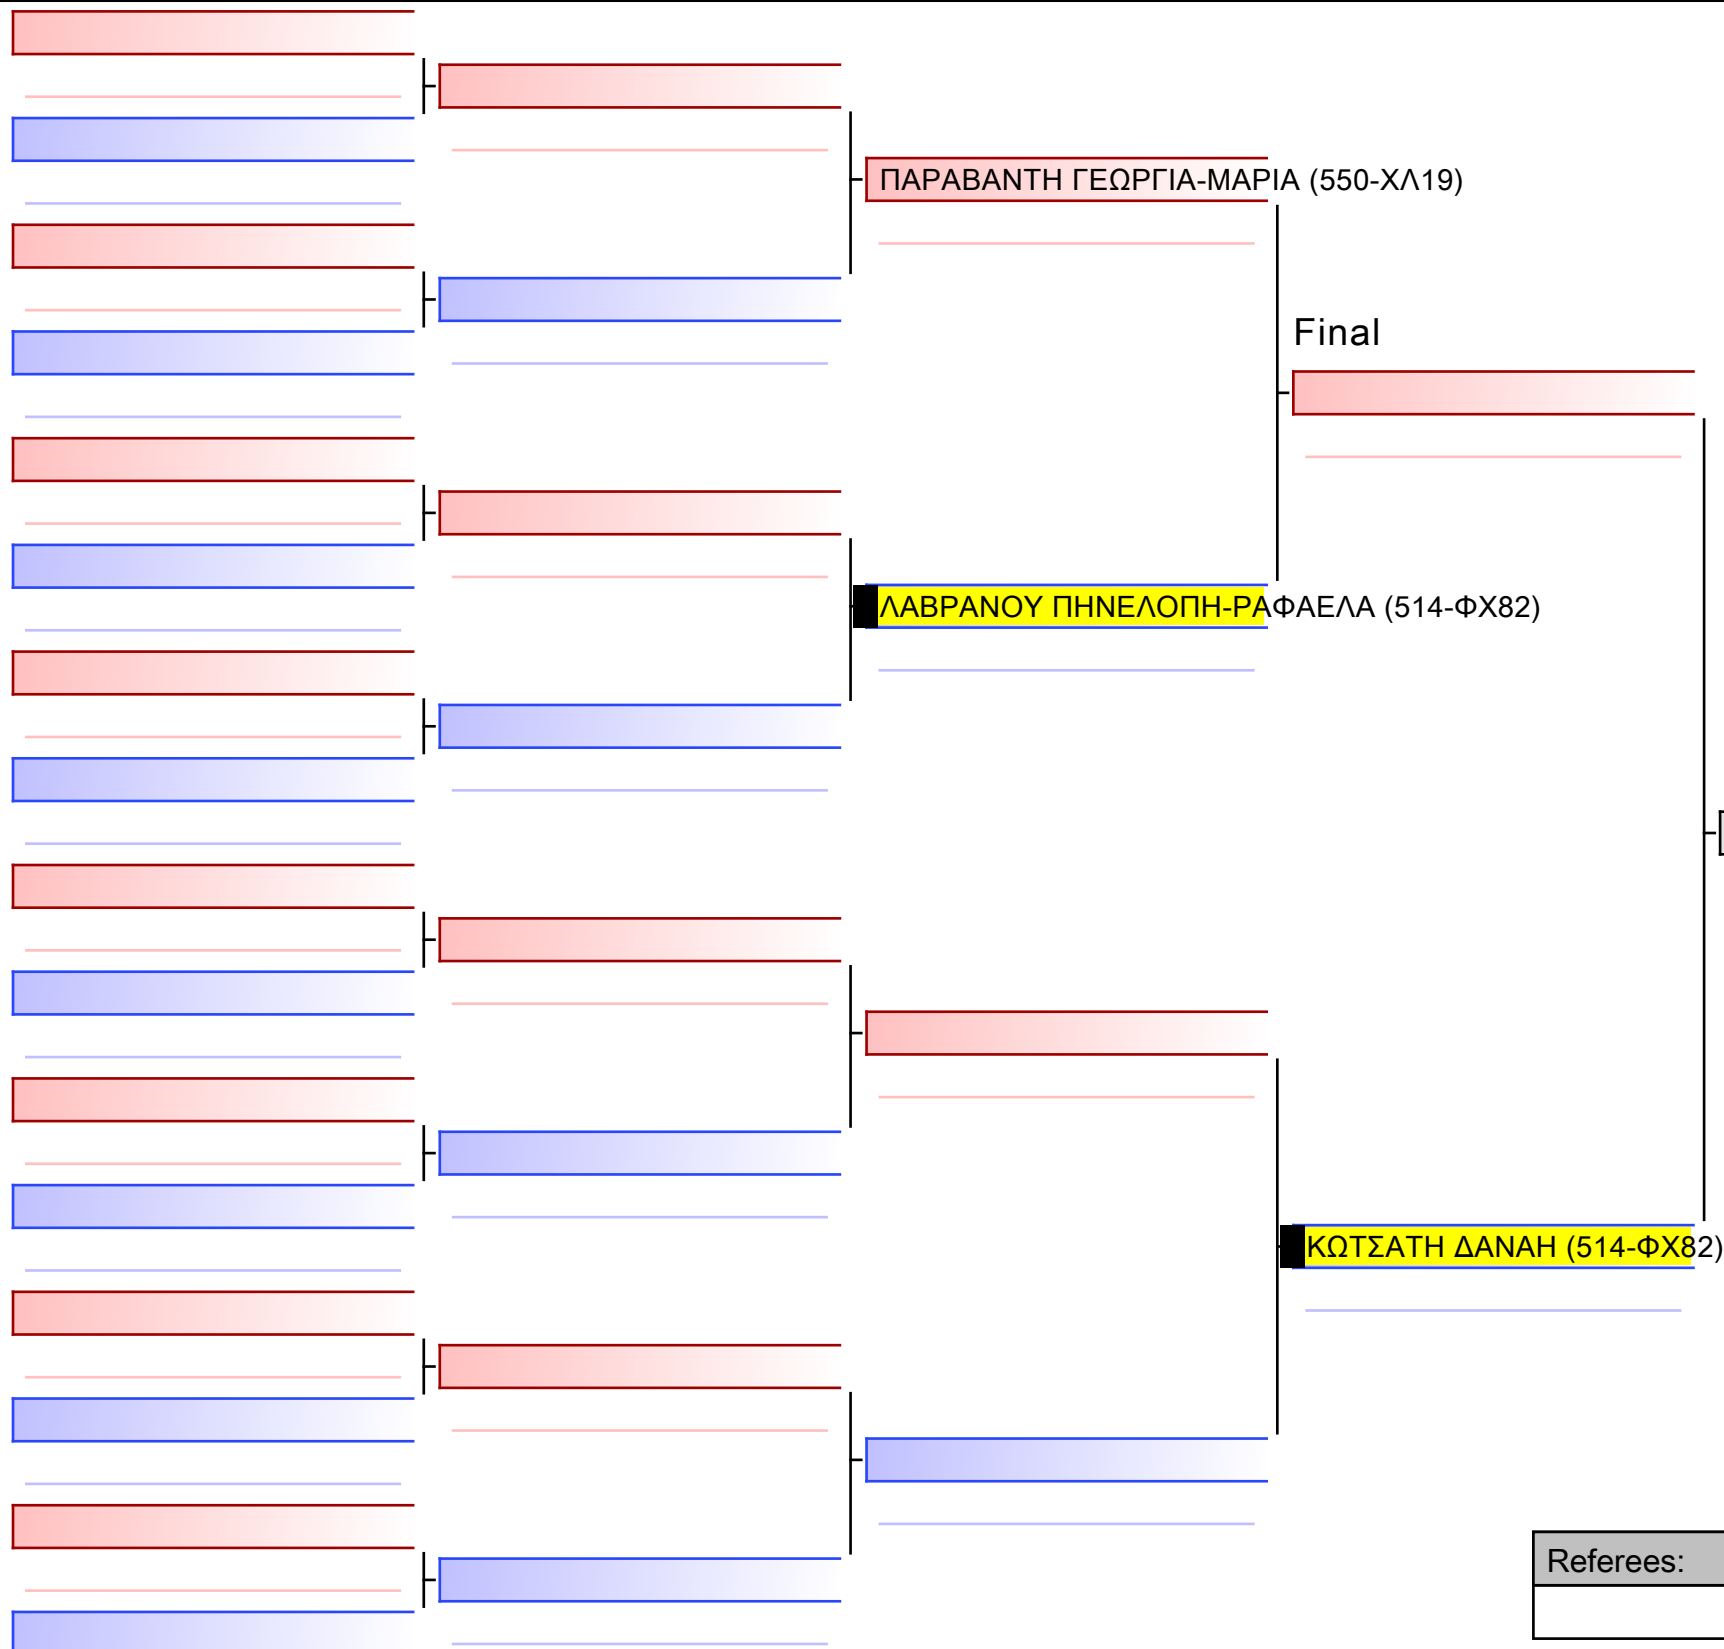 ΠΑΡΑΒΑΝΤΗ ΓΕΩΡΓΙΑ-ΜΑΡΙΑ (550-ΧΛ19)
Final
ΛΑΒΡΑΝΟΥ ΠΗΝΕΛΟΠΗ-ΡΑΦΑΕΛΑ (514-ΦΧ82)
ΚΩΤΣΑΤΗ ΔΑΝΑΗ (514-ΦΧ82)
Referees: